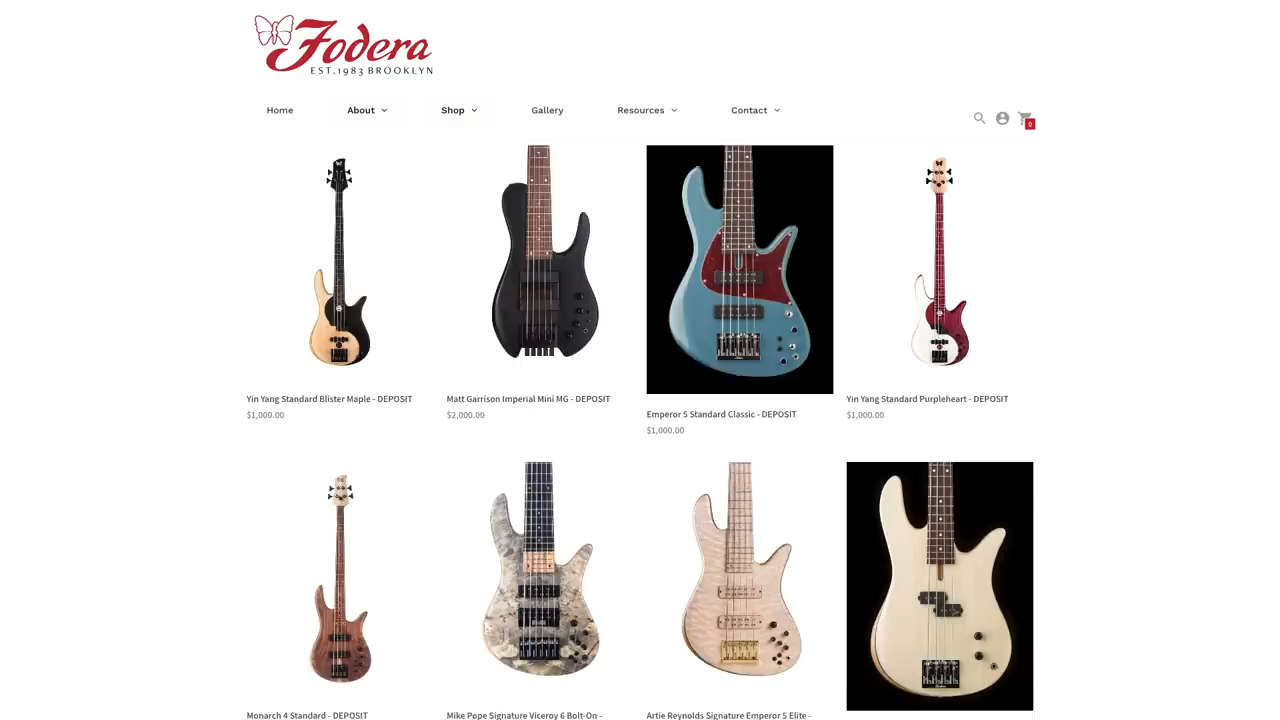 Fodera
EST.1983 BROOKLYN
Home
About
Shop
Gallery
Resources
Contact
0
Yin Yang Standard Blister Maple - DEPOSIT
$1,000.00
Matt Garrison Imperial Mini MG - DEPOSIT
$2,000.00
Emperor 5 Standard Classic - DEPOSIT
$1,000.00
Yin Yang Standard Purpleheart - DEPOSIT
$1,000.00
Monarch 4 Standard - DEPOSIT
Mike Pope Signature Viceroy 6 Bolt-On -
Artie Reynolds Signature Emperor 5 Elite -